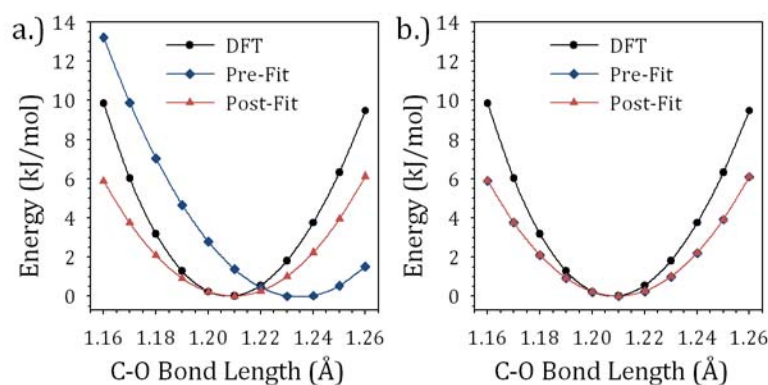 a.)
14
12
10
8
6
4
2
0
Energy (kJ/mol)
DFT
Pre-Fit
Post-Fit
1.16 1.18 1.20 1.22 1.24 1.26
C-O Bond Length (Å)
b.)
14
12
10
8
6
4
2
0
Energy (kJ/mol)
DFT
Pre-Fit
Post-Fit
1.16 1.18 1.20 1.22 1.24 1.26
C-O Bond Length (Å)